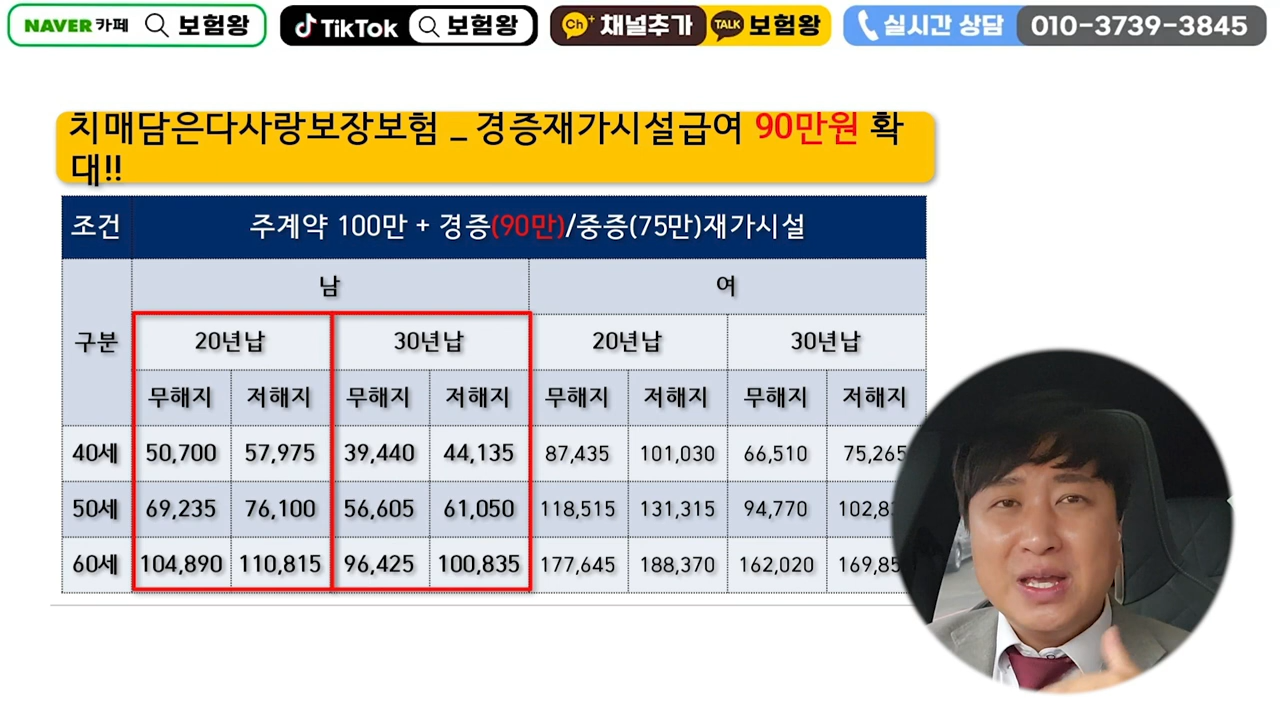 NAVER 카페 보험왕 TikTok 보험왕 Ch+ 채널추가 TALK 보험왕 실시간 상담 010-3739-3845
치매담은다사랑보장보험 _ 경증재가시설급여 90만원 확
대!!
조건 주계약 100만 + 경증(90만)/중증(75만)재가시설
구분 남 여
20년납 30년납 20년납 30년납
무해지 저해지 무해지 저해지 무해지 저해지 무해지 저해지
40세 50,700 57,975 39,440 44,135 87,435 101,030 66,510 75,265
50세 69,235 76,100 56,605 61,050 118,515 131,315 94,770
60세 104,890 110,815 96,425 100,835 177,645 188,370 162,020